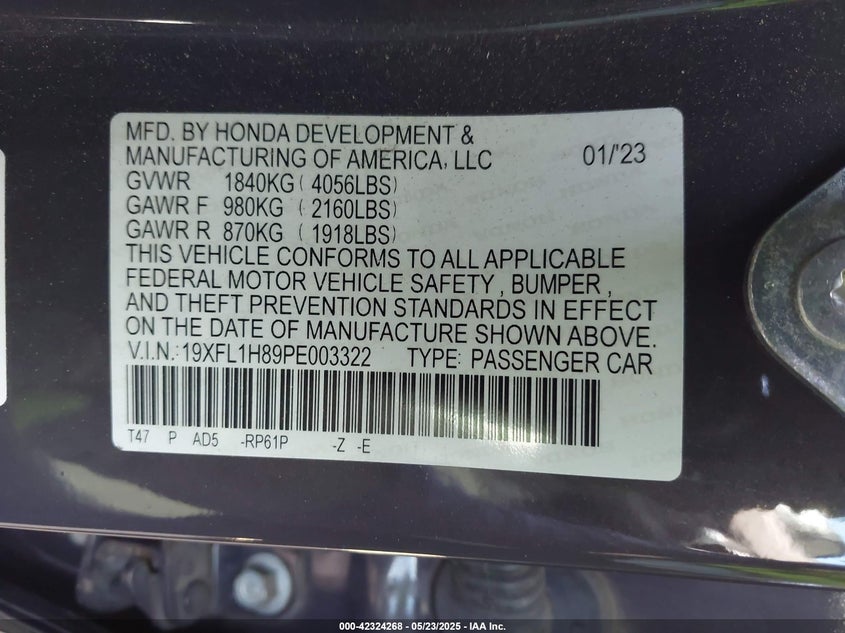 MFD. BY HONDA DEVELOPMENT &
MANUFACTURING OF AMERICA, LLC 01/'23
GVWR 1840KG ( 4056LBS)
GAWR F 980KG ( 2160LBS)
GAWR R 870KG ( 1918LBS)
THIS VEHICLE CONFORMS TO ALL APPLICABLE
FEDERAL MOTOR VEHICLE SAFETY , BUMPER ,
AND THEFT PREVENTION STANDARDS IN EFFECT
ON THE DATE OF MANUFACTURE SHOWN ABOVE.
V.I.N.:19XFL1H89PE003322 TYPE: PASSENGER CAR
T47 P AD5 -RP61P -Z -E
000-42324268 - 05/23/2025 - IAA Inc.